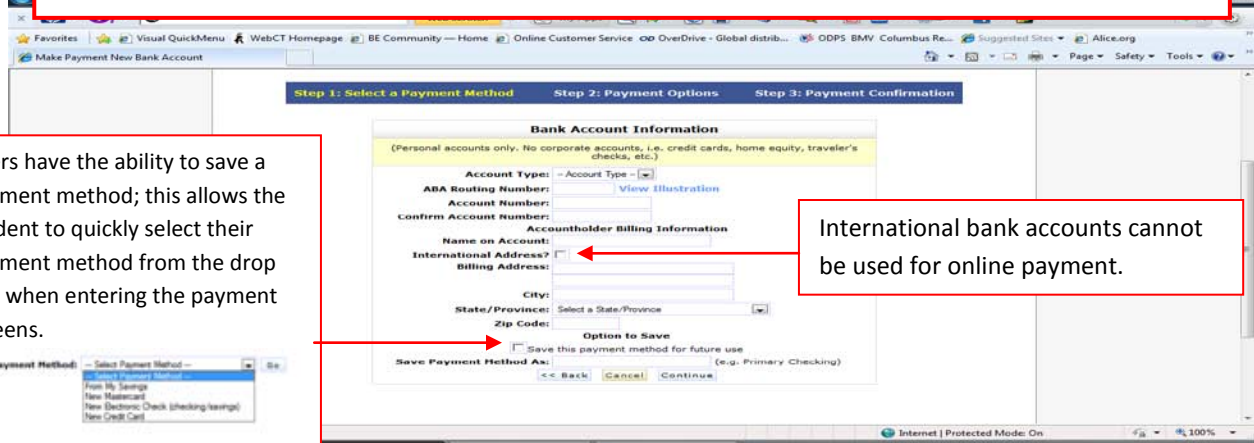 Favorites Visual QuickMenu WebCT Homepage BE Community — Home Online Customer Service OverDrive - Global distrib... ODPS BMV Columbus Re... Suggested Sites Alice.org
Make Payment New Bank Account Page Safety Tools
Step 1: Select a Payment Method Step 2: Payment Options Step 3: Payment Confirmation
Bank Account Information
(Personal accounts only. No corporate accounts, i.e. credit cards, home equity, traveler's
checks, etc.)
Account Type: - Account Type -
ABA Routing Number: View Illustration
Account Number:
Confirm Account Number:
Accountholder Billing Information
Name on Account:
International Address?
Billing Address:
City:
State/Province: Select a State/Province
Zip Code:
Option to Save
Save this payment method for future use
Save Payment Method As: (e.g. Primary Checking)
<< Back Cancel Continue
ers have the ability to save a
ment method; this allows the
dent to quickly select their
ment method from the drop
when entering the payment
eens.
ayment Method: -- Select Payment Method -- Go
-- Select Payment Method --
From My Savings
New Mastercard
New Electronic Check (checking/savings)
New Credit Card
International bank accounts cannot
be used for online payment.
Internet | Protected Mode: On 100%